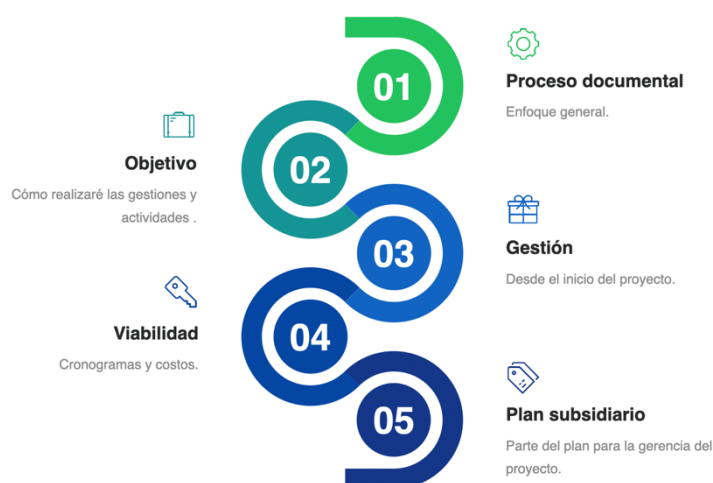 01
Proceso documental
Enfoque general.
02
Objetivo
Cómo realizaré las gestiones y
actividades .
03
Gestión
Desde el inicio del proyecto.
04
Viabilidad
Cronogramas y costos.
05
Plan subsidiario
Parte del plan para la gerencia del
proyecto.